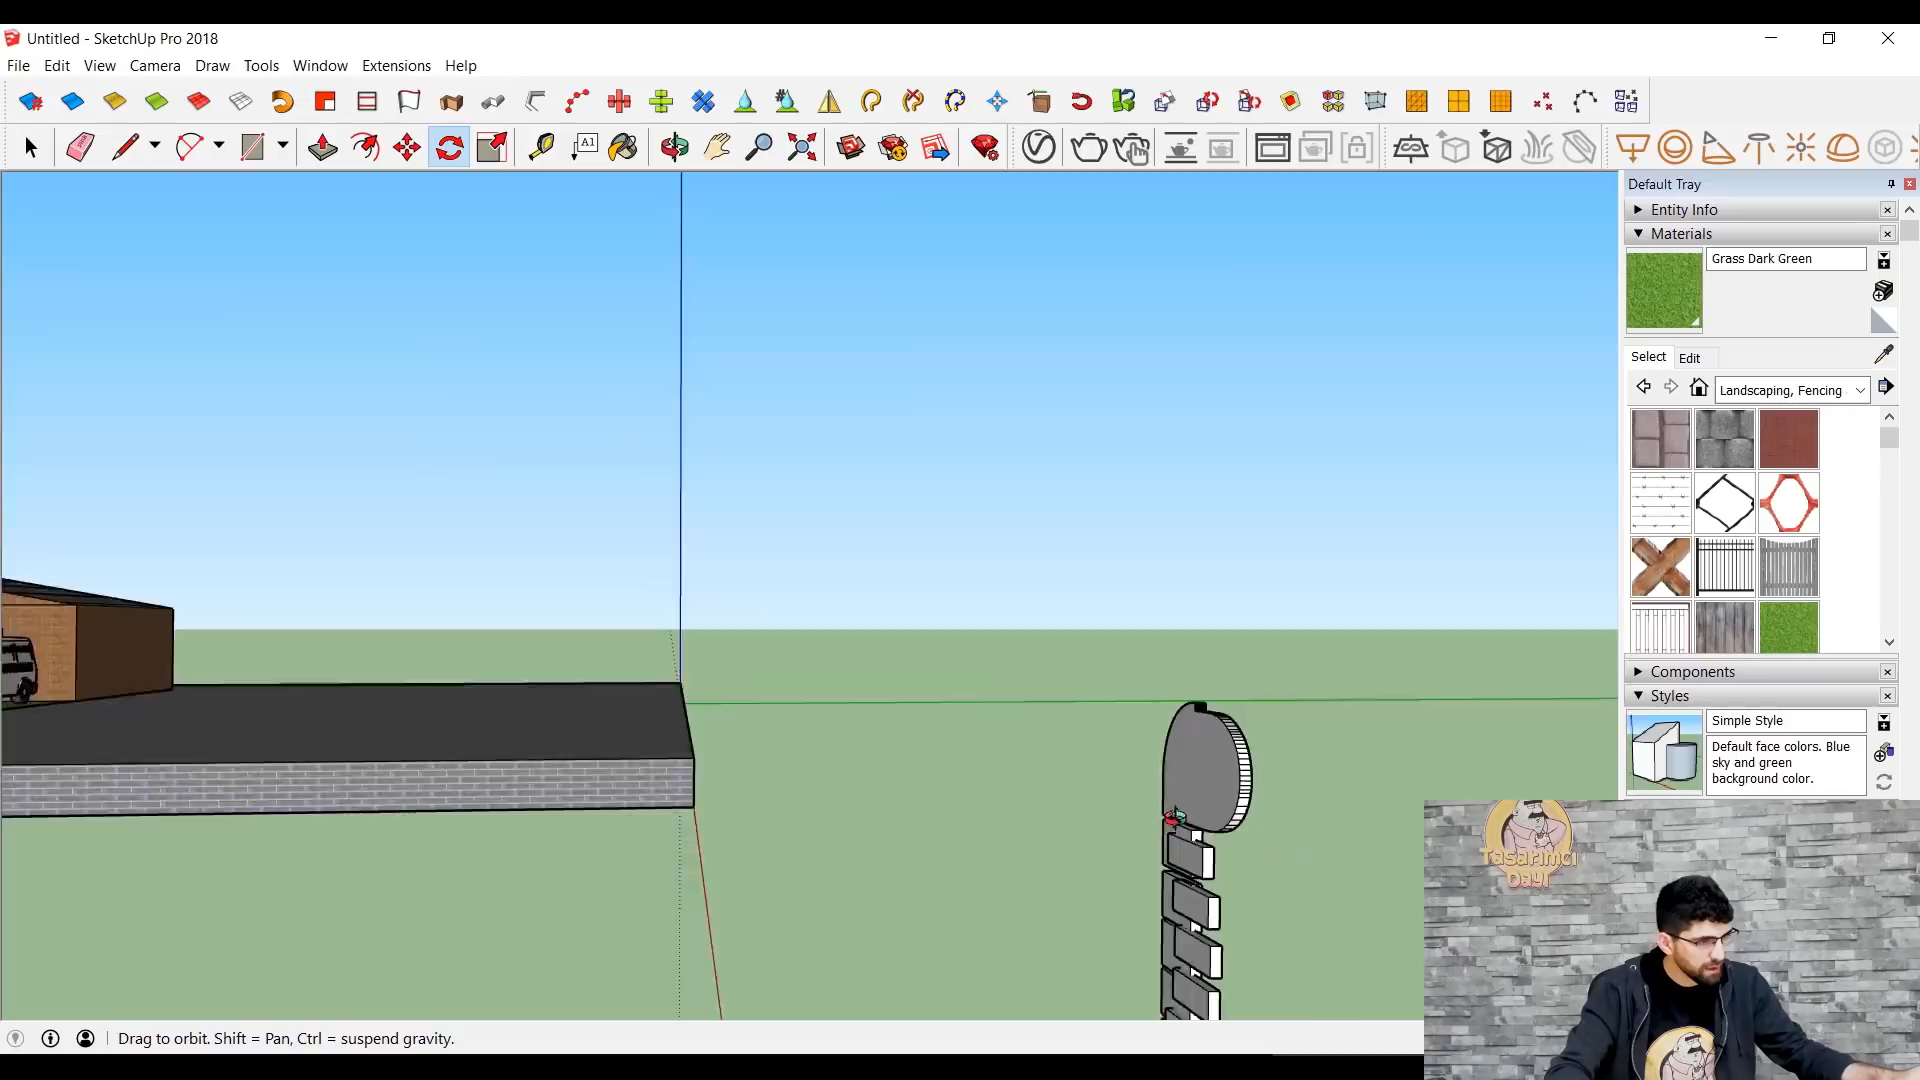 Untitled - SketchUp Pro 2018
File Edit View Camera Draw Tools Window Extensions Help
A1
Default Tray
Entity Info
Materials
Grass Dark Green
Select Edit
Landscaping, Fencing
Components
Styles
Simple Style
Default face colors. Blue
sky and green
background color.
Tasarımcı
Dayı
Drag to orbit. Shift = Pan, Ctrl = suspend gravity.